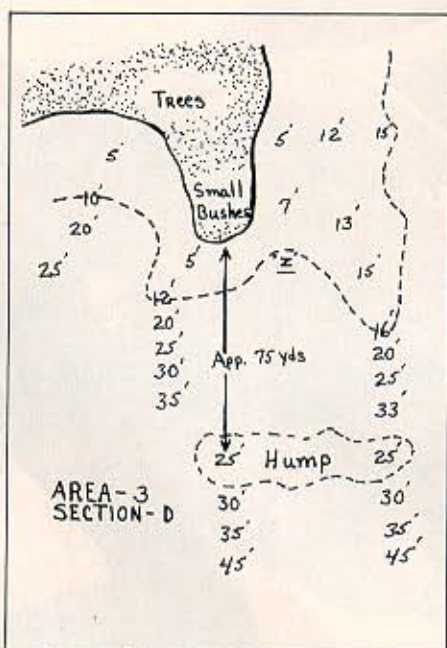 Trees
5' 12' 15'
5'
Small
Bushes
7'
10'
13'
20'
25' 5' x 15'
12'
20' 16'
25' 20'
30' App. 75 yds 25'
35' 33'
25' Hump 25'
AREA-3 30' 30'
SECTION-D
35' 35'
45' 45'